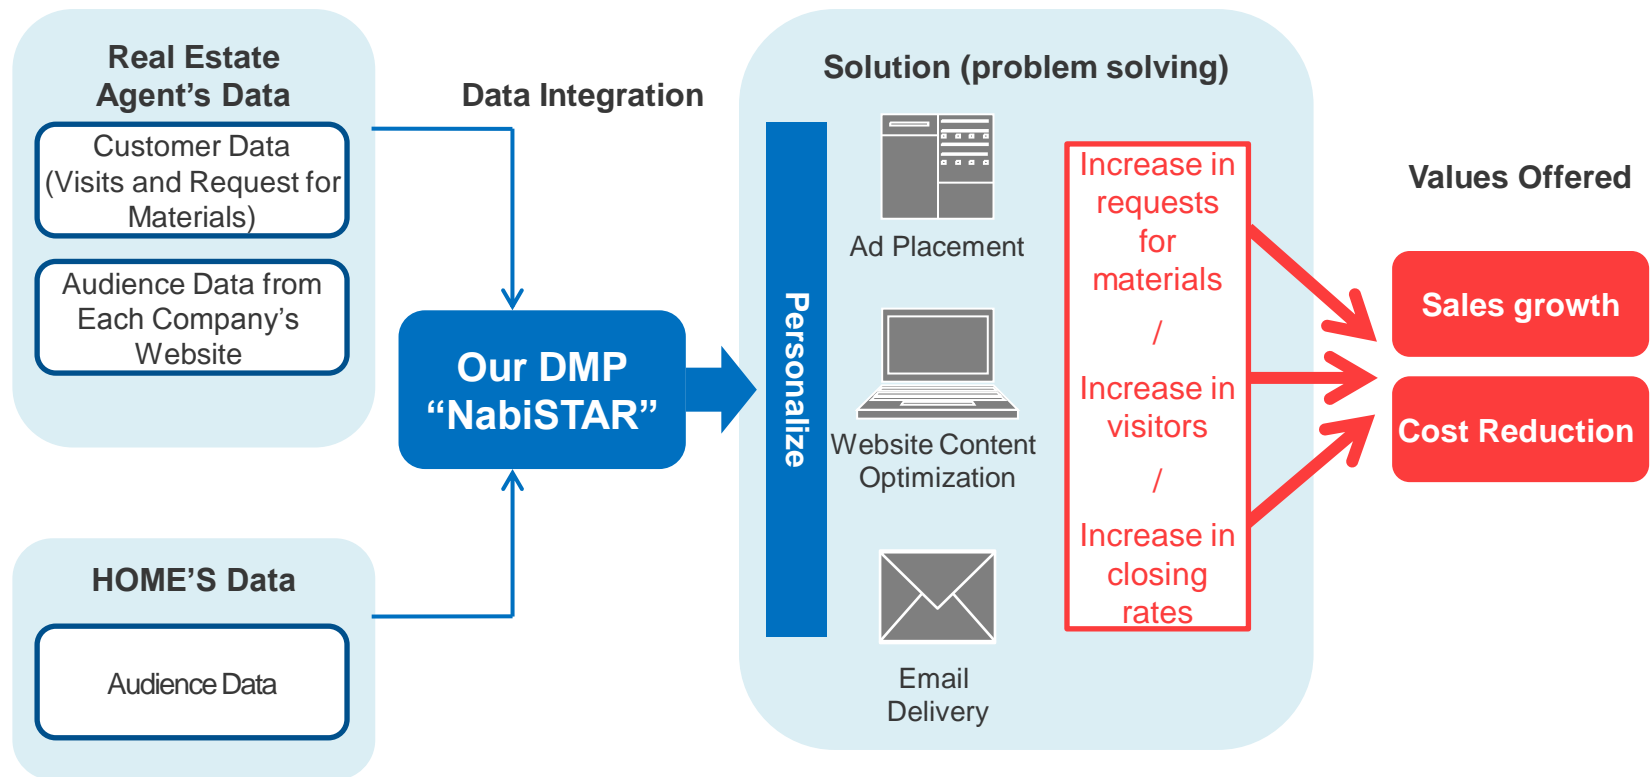 Real Estate
Agent’s Data
Customer Data
(Visits and Request for
Materials)
Audience Data from
Each Company’s
Website
HOME’S Data
Audience Data
Data Integration
Our DMP
“NabiSTAR”
Solution (problem solving)
Personalize
Ad Placement
Website Content
Optimization
Email
Delivery
Increase in
requests
for
materials
/
Increase in
visitors
/
Increase in
closing
rates
Values Offered
Sales growth
Cost Reduction